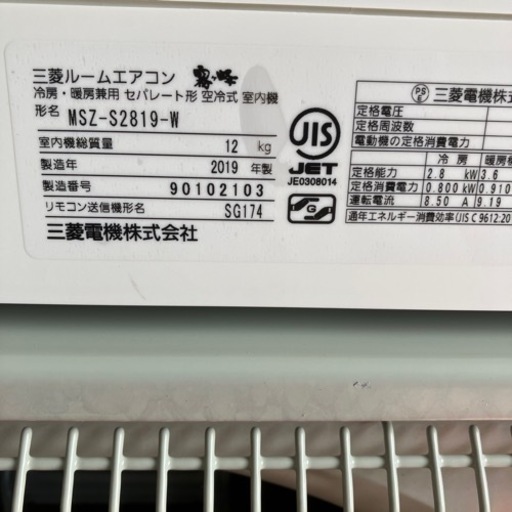 三菱ルームエアコン 霧ヶ峰
冷房・暖房兼用 セパレート形 空冷式 室内機
形名 MSZ-S2819-W
室内機総質量 12 kg
製造年 2019 年製
製造番号 90102103
リモコン送信機形名 SG174
三菱電機株式会社
JIS
JET
JE0308014
PS
E
三菱電機株式
定格電圧
定格周波数
電動機の定格消費電力
冷 房 暖房
定格能力 2.8 kW 3.6
定格消費電力 0.800 kW 0.910
運転電流 8.50 A 9.19
通年エネルギー消費効率(JIS C 9612:20